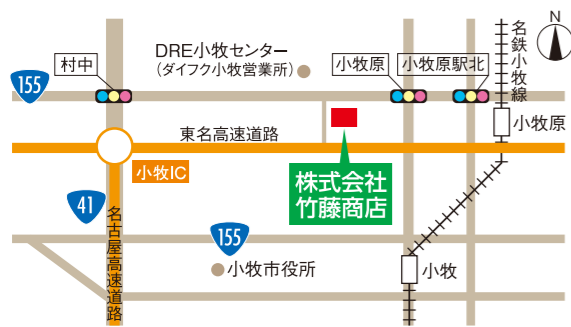 N
DRE小牧センター
(ダイフク小牧営業所)
村中
小牧原
小牧原駅北
名鉄小牧線
155
小牧原
東名高速道路
小牧IC
株式会社
竹藤商店
41
名古屋高速道路
155
小牧市役所
小牧